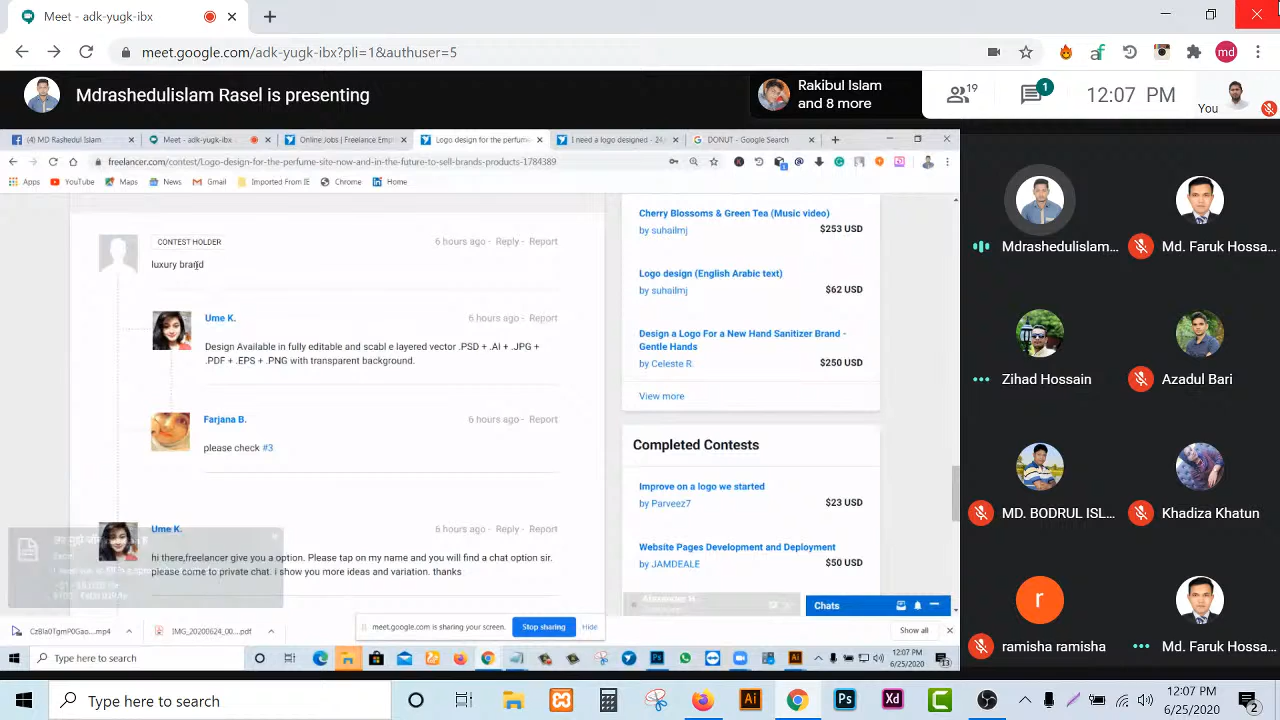 Meet - adk-yugk-ibx
meet.google.com/adk-yugk-ibx?pli=1&authuser=5
md
Mdrashedulislam Rasel is presenting
Rakibul Islam
and 8 more
19
1
12:07 PM
You
MD Rashedul Islam
Meet - adk-yugk-ibx
Online Jobs | Freelance Emp
Logo design for the perfume
I need a logo designed - 24
DONUT - Google Search
freelancer.com/contest/Logo-design-for-the-perfume-site-now-and-in-the-future-to-sell-brands-products-1784389
Apps
YouTube
Maps
News
Gmail
Imported From IE
Chrome
Home
CONTEST HOLDER
6 hours ago - Reply - Report
luxury brand
Ume K.
6 hours ago - Report
Design Available in fully editable and scabl e layered vector .PSD + .AI + .JPG +
.PDF + .EPS + .PNG with transparent background.
Farjana B.
6 hours ago - Report
please check #3
Ume K.
6 hours ago - Reply - Report
hi there,freelancer give you a option. Please tap on my name and you will find a chat option sir.
please come to private chat. i show you more ideas and variation. thanks
Cherry Blossoms & Green Tea (Music video)
by suhailmj
$253 USD
Logo design (English Arabic text)
by suhailmj
$62 USD
Design a Logo For a New Hand Sanitizer Brand -
Gentle Hands
by Celeste R.
$250 USD
View more
Completed Contests
Improve on a logo we started
by Parveez7
$23 USD
Website Pages Development and Deployment
by JAMDEALE
$50 USD
Chats
CzBla0TgmP0Gao....mp4
IMG_20200624_00....pdf
meet.google.com is sharing your screen.
Stop sharing
Hide
Show all
Type here to search
12:07 PM
6/25/2020
13
Mdrashedulislam...
Md. Faruk Hossa...
Zihad Hossain
Azadul Bari
MD. BODRUL ISL...
Khadiza Khatun
r
ramisha ramisha
Md. Faruk Hossa...
Type here to search
Ai
Ps
Xd
12:07 PM
6/25/2020
2